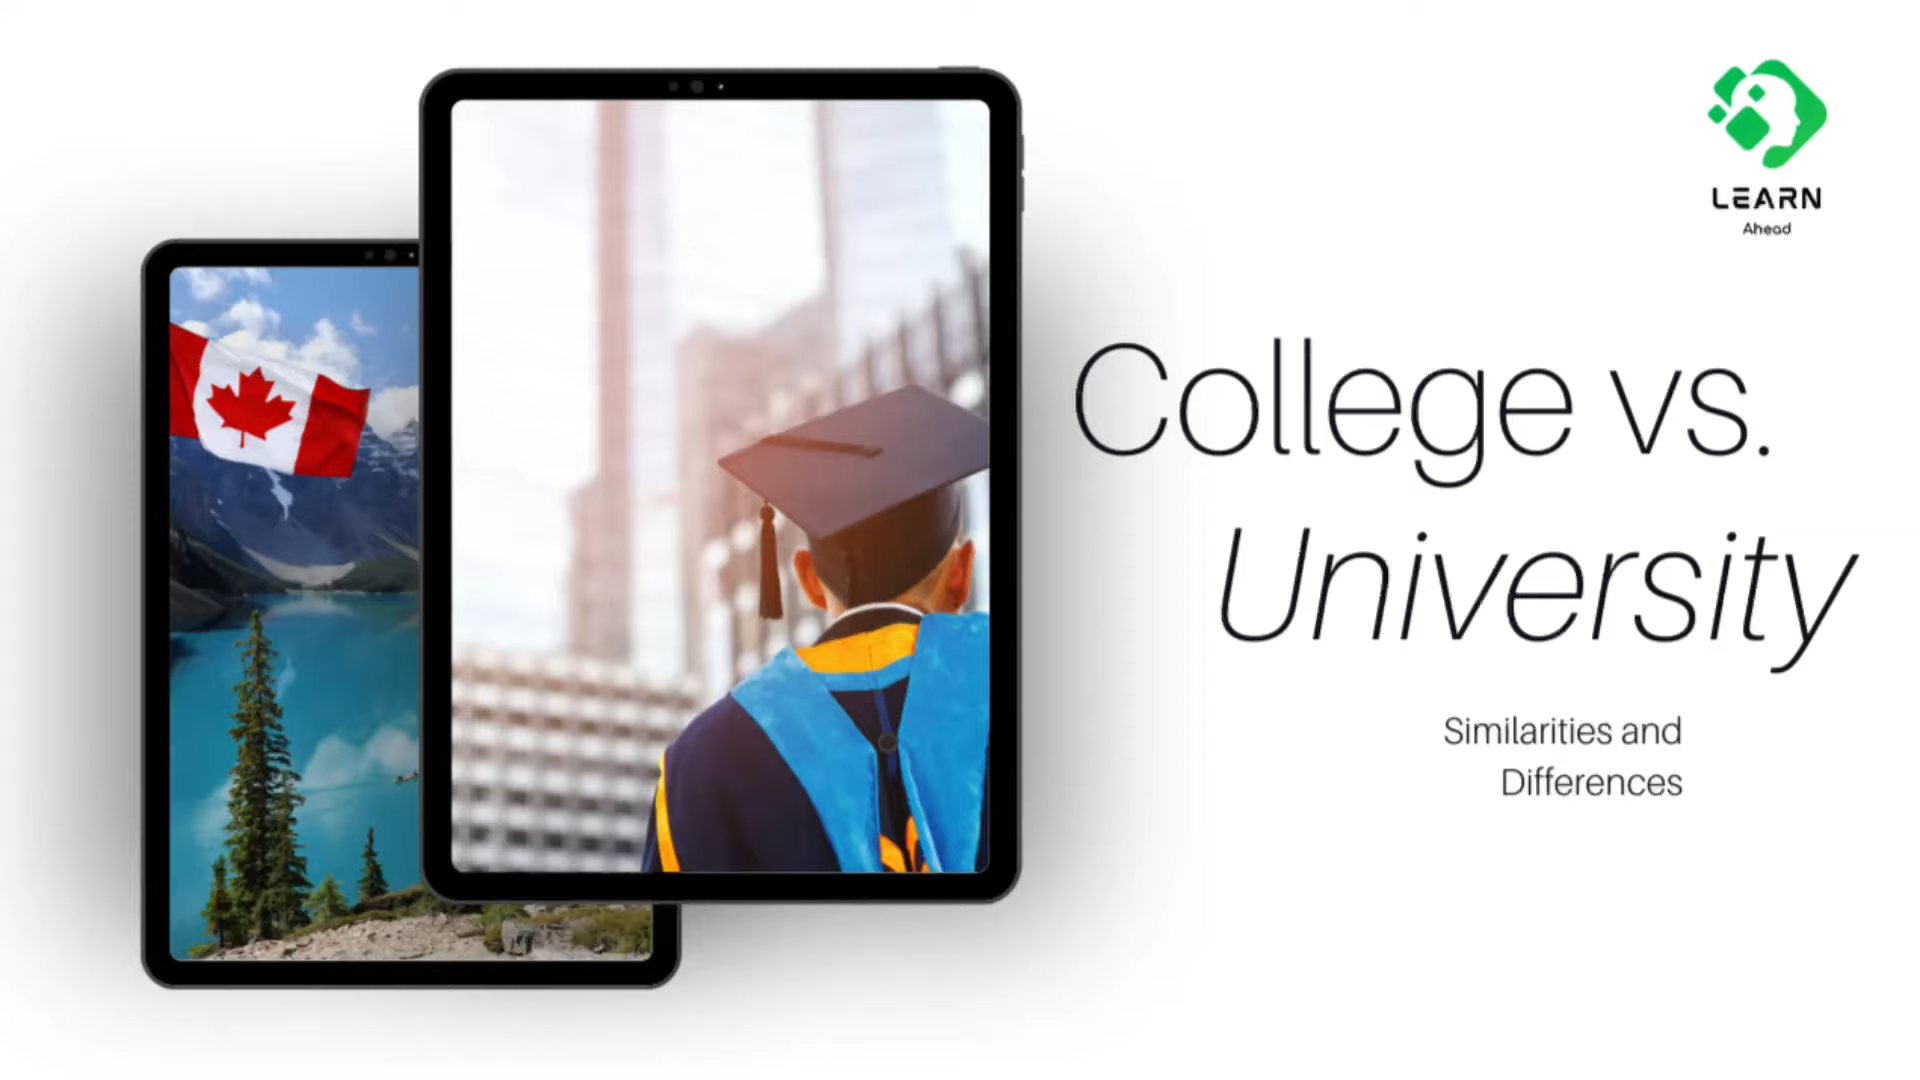 LEARN
Ahead
College vs.
University
Similarities and
Differences